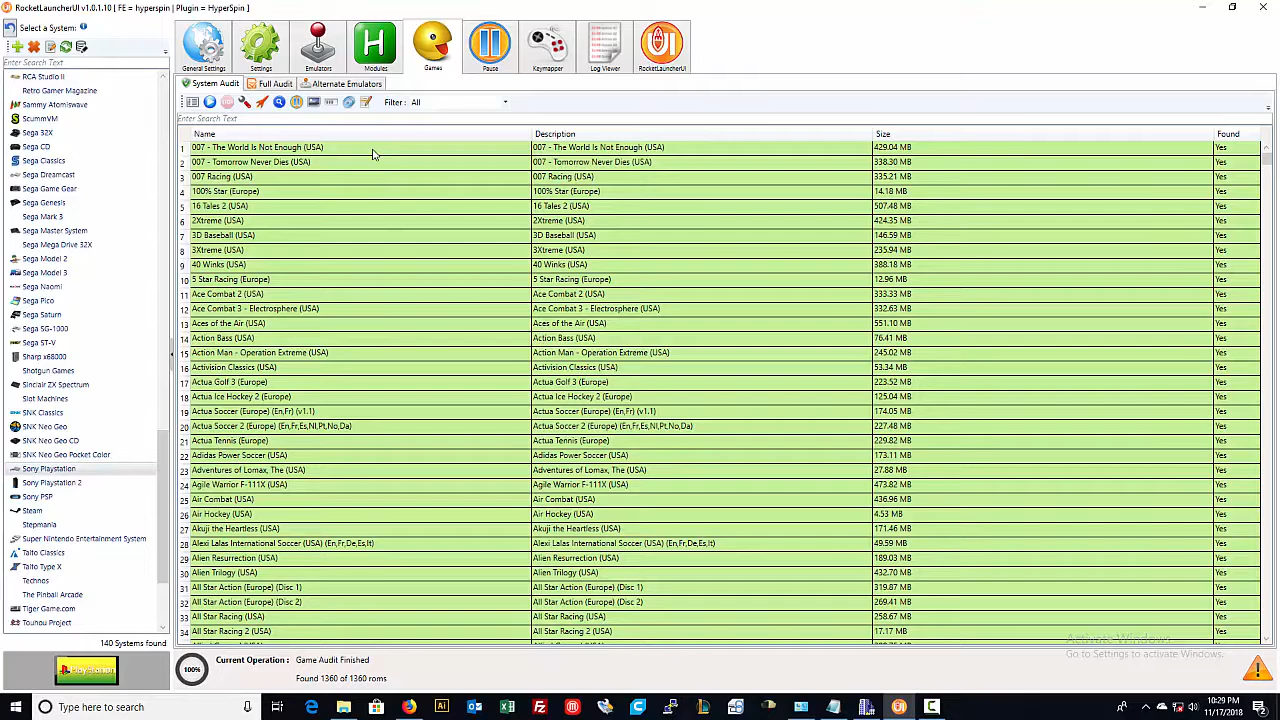 RocketLauncherUI v1.0.1.10 [ FE = hyperspin | Plugin = HyperSpin ]
Select a System:
Enter Search Text
RCA Studio II
Retro Gamer Magazine
Sammy Atomiswave
ScummVM
Sega 32X
Sega CD
Sega Classics
Sega Dreamcast
Sega Game Gear
Sega Genesis
Sega Mark 3
Sega Master System
Sega Mega Drive 32X
Sega Model 2
Sega Model 3
Sega Naomi
Sega Pico
Sega Saturn
Sega SG-1000
Sega ST-V
Sharp x68000
Shotgun Games
Sinclair ZX Spectrum
Slot Machines
SNK Classics
SNK Neo Geo
SNK Neo Geo CD
SNK Neo Geo Pocket Color
Sony Playstation
Sony Playstation 2
Sony PSP
Steam
Stepmania
Super Nintendo Entertainment System
Taito Classics
Taito Type X
Technos
The Pinball Arcade
Tiger Game.com
Touhou Project
140 Systems found
PlayStation
General Settings Settings Emulators Modules Games Pause Keymapper Log Viewer RocketLauncherUI
System Audit Full Audit Alternate Emulators
Filter : All
Enter Search Text
Name Description Size Found
1 007 - The World Is Not Enough (USA) 007 - The World Is Not Enough (USA) 429.04 MB Yes
2 007 - Tomorrow Never Dies (USA) 007 - Tomorrow Never Dies (USA) 338.30 MB Yes
3 007 Racing (USA) 007 Racing (USA) 335.21 MB Yes
4 100% Star (Europe) 100% Star (Europe) 14.18 MB Yes
5 16 Tales 2 (USA) 16 Tales 2 (USA) 507.48 MB Yes
6 2Xtreme (USA) 2Xtreme (USA) 424.35 MB Yes
7 3D Baseball (USA) 3D Baseball (USA) 146.59 MB Yes
8 3Xtreme (USA) 3Xtreme (USA) 235.94 MB Yes
9 40 Winks (USA) 40 Winks (USA) 388.18 MB Yes
10 5 Star Racing (Europe) 5 Star Racing (Europe) 12.96 MB Yes
11 Ace Combat 2 (USA) Ace Combat 2 (USA) 333.33 MB Yes
12 Ace Combat 3 - Electrosphere (USA) Ace Combat 3 - Electrosphere (USA) 332.63 MB Yes
13 Aces of the Air (USA) Aces of the Air (USA) 551.10 MB Yes
14 Action Bass (USA) Action Bass (USA) 76.41 MB Yes
15 Action Man - Operation Extreme (USA) Action Man - Operation Extreme (USA) 245.02 MB Yes
16 Activision Classics (USA) Activision Classics (USA) 53.34 MB Yes
17 Actua Golf 3 (Europe) Actua Golf 3 (Europe) 223.52 MB Yes
18 Actua Ice Hockey 2 (Europe) Actua Ice Hockey 2 (Europe) 125.04 MB Yes
19 Actua Soccer (Europe) (En,Fr) (v1.1) Actua Soccer (Europe) (En,Fr) (v1.1) 174.05 MB Yes
20 Actua Soccer 2 (Europe) (En,Fr,Es,Nl,Pt,No,Da) Actua Soccer 2 (Europe) (En,Fr,Es,Nl,Pt,No,Da) 227.48 MB Yes
21 Actua Tennis (Europe) Actua Tennis (Europe) 229.82 MB Yes
22 Adidas Power Soccer (USA) Adidas Power Soccer (USA) 173.11 MB Yes
23 Adventures of Lomax, The (USA) Adventures of Lomax, The (USA) 27.88 MB Yes
24 Agile Warrior F-111X (USA) Agile Warrior F-111X (USA) 473.82 MB Yes
25 Air Combat (USA) Air Combat (USA) 436.96 MB Yes
26 Air Hockey (USA) Air Hockey (USA) 4.53 MB Yes
27 Akuji the Heartless (USA) Akuji the Heartless (USA) 171.46 MB Yes
28 Alexi Lalas International Soccer (USA) (En,Fr,De,Es,It) Alexi Lalas International Soccer (USA) (En,Fr,De,Es,It) 49.59 MB Yes
29 Alien Resurrection (USA) Alien Resurrection (USA) 189.03 MB Yes
30 Alien Trilogy (USA) Alien Trilogy (USA) 432.70 MB Yes
31 All Star Action (Europe) (Disc 1) All Star Action (Europe) (Disc 1) 319.87 MB Yes
32 All Star Action (Europe) (Disc 2) All Star Action (Europe) (Disc 2) 269.41 MB Yes
33 All Star Racing (USA) All Star Racing (USA) 258.67 MB Yes
34 All Star Racing 2 (USA) All Star Racing 2 (USA) 17.17 MB Yes
Activate Windows
Go to Settings to activate Windows.
100%
Current Operation : Game Audit Finished
Found 1360 of 1360 roms
Type here to search
10:29 PM
11/17/2018